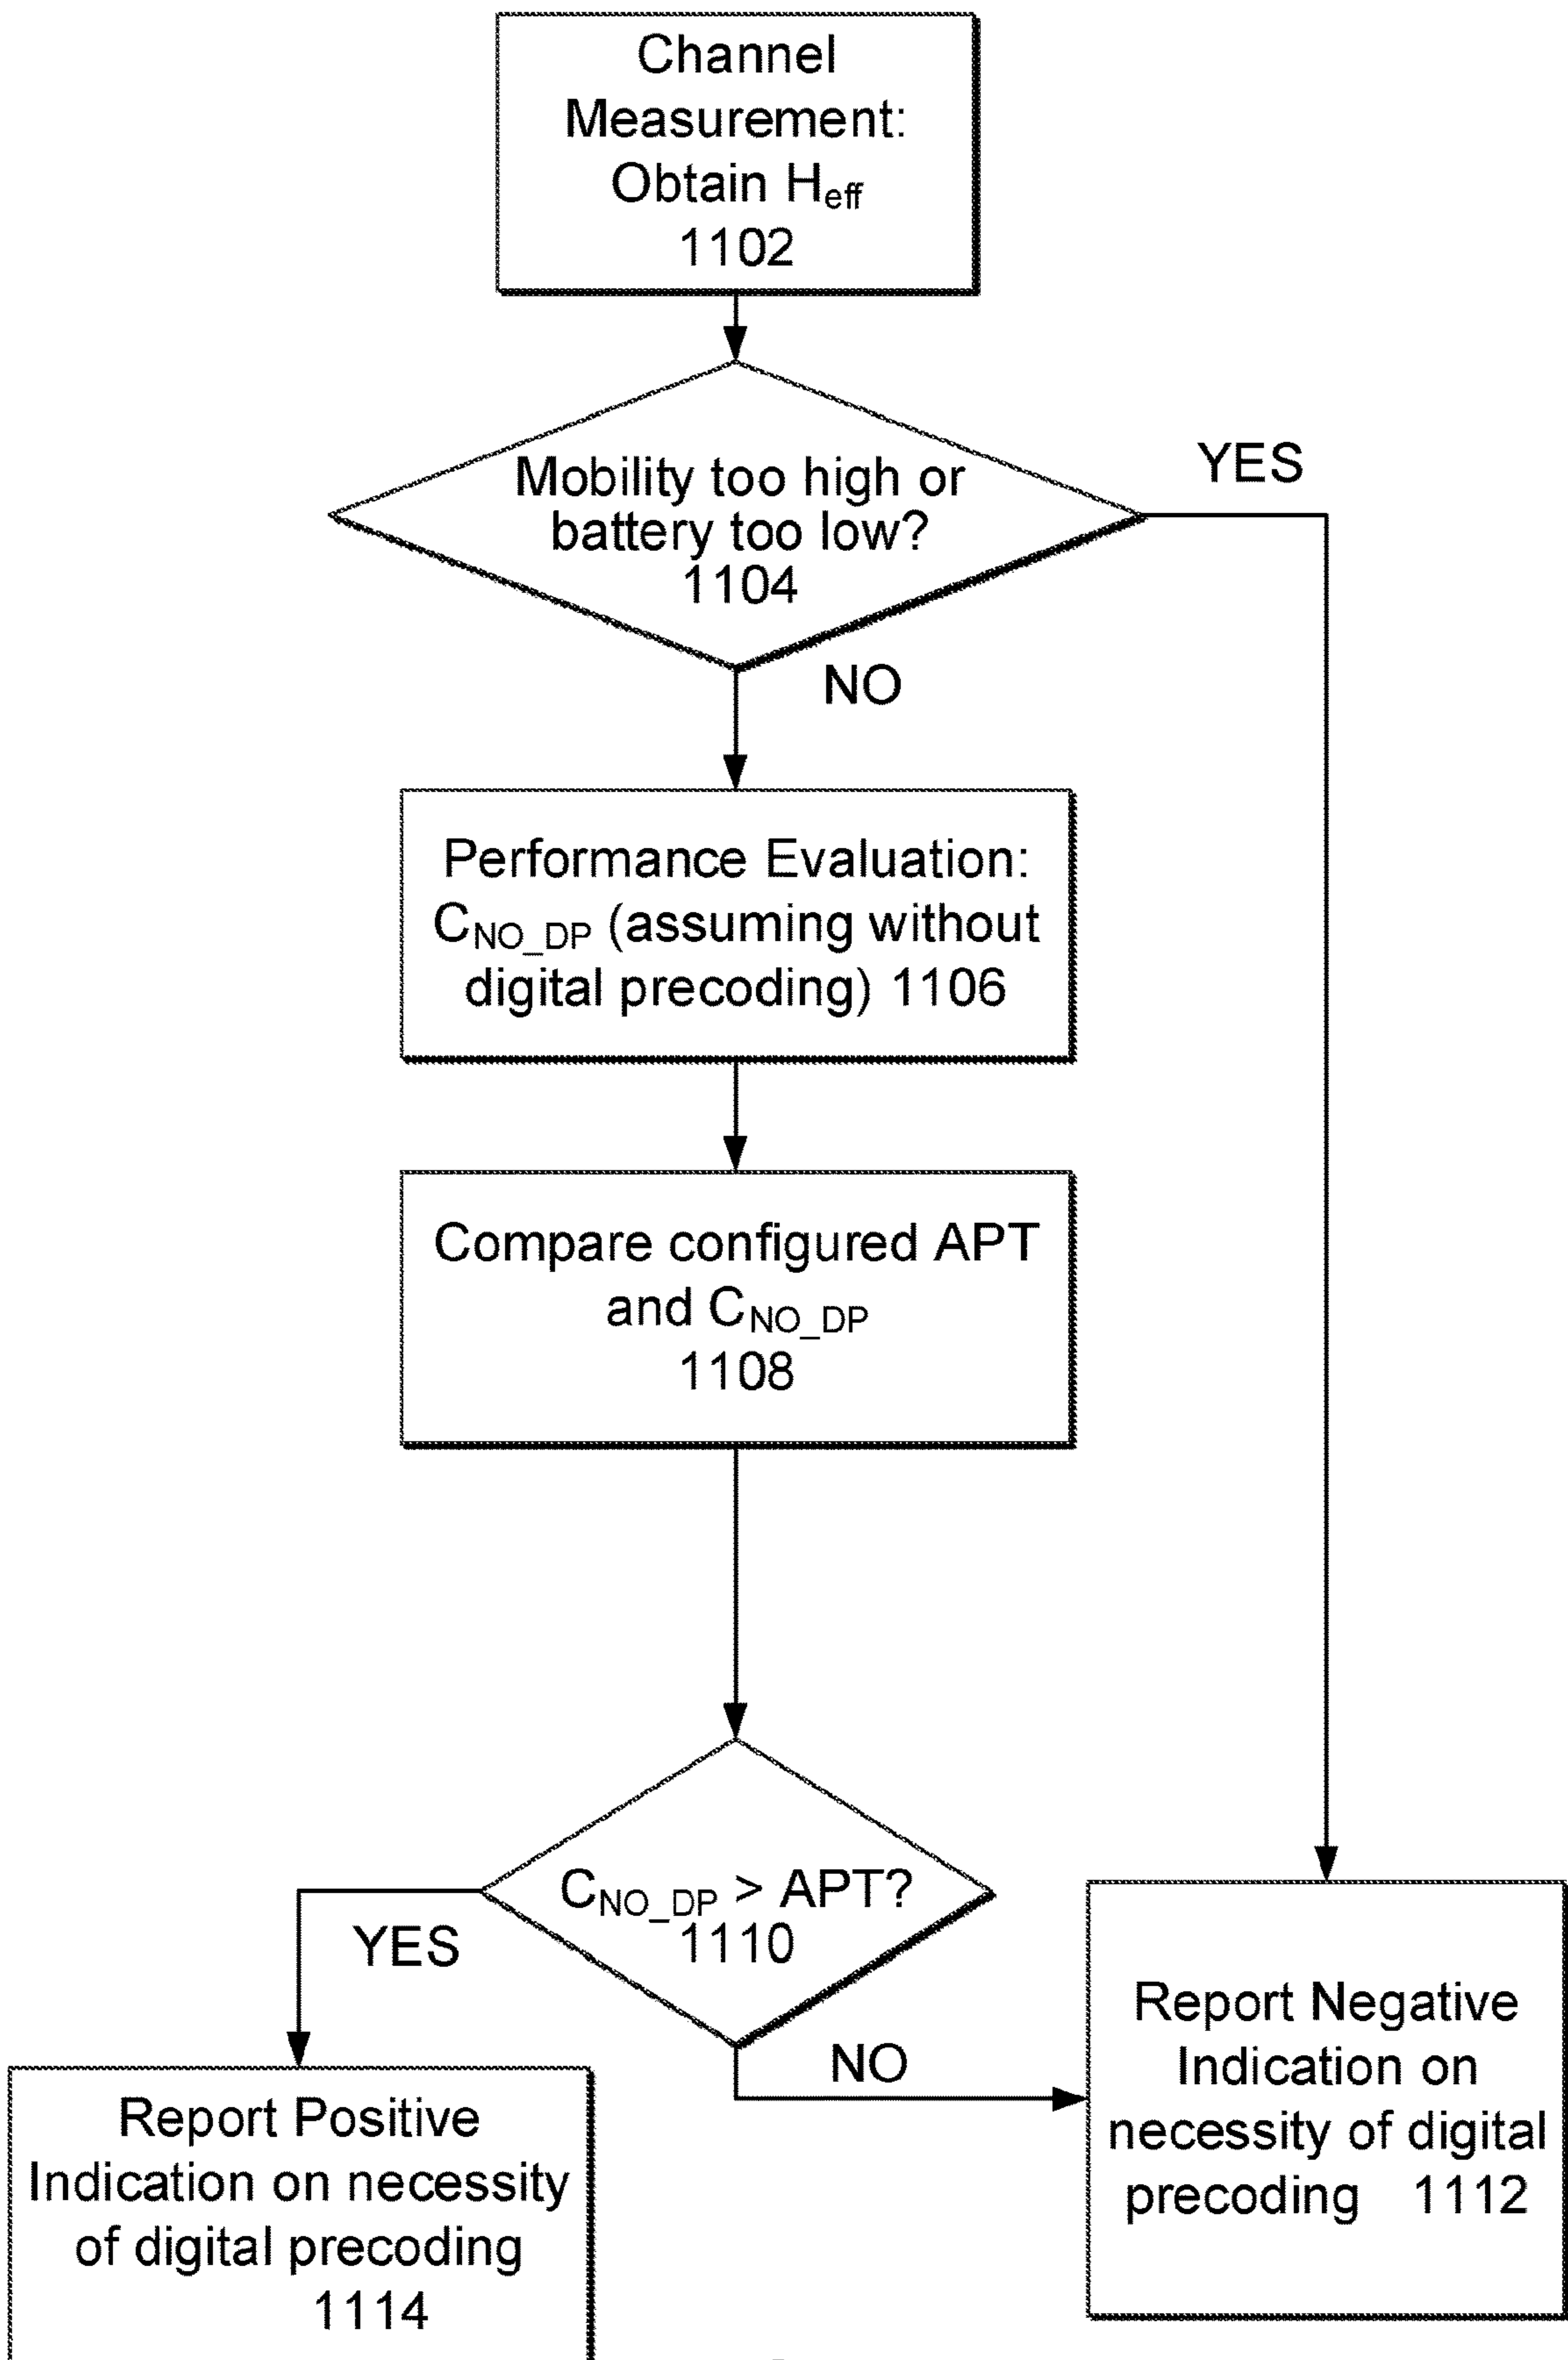 Channel
Measurement:
Obtain Heff
1102
Mobility too high or
battery too low?
1104
YES
NO
Performance Evaluation:
CNO_DP (assuming without
digital precoding) 1106
Compare configured APT
and CNO_DP
1108
CNO_DP > APT?
1110
YES
NO
Report Negative
Indication on
necessity of digital
precoding 1112
Report Positive
Indication on necessity
of digital precoding
1114